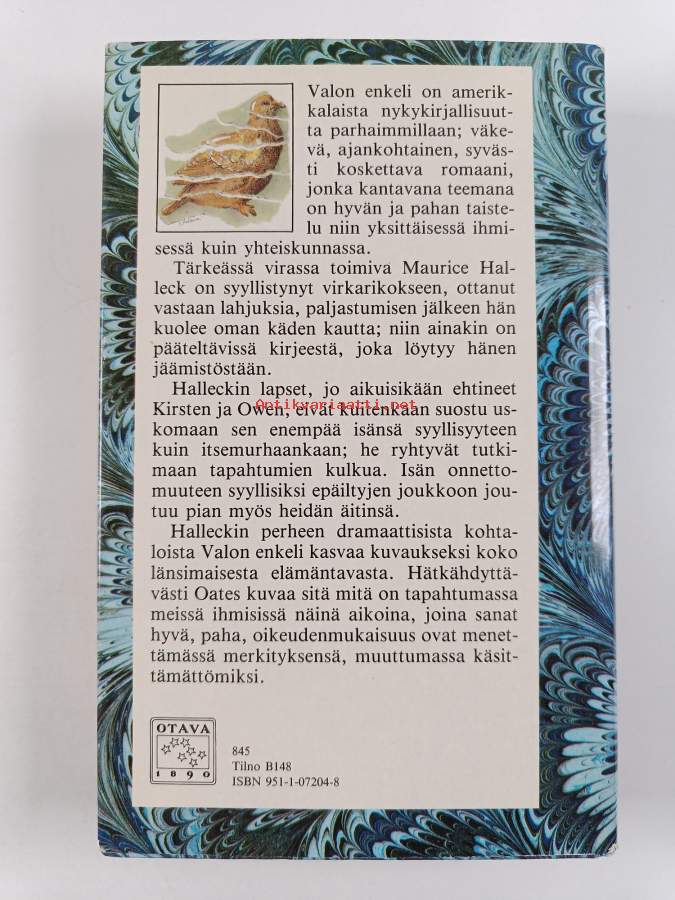 Valon enkeli on amerik-
kalaista nykykirjallisuut-
ta parhaimmillaan; väke-
vä, ajankohtainen, syväs-
ti koskettava romaani,
jonka kantavana teemana
on hyvän ja pahan taiste-
lu niin yksittäisessä ihmi-
sessä kuin yhteiskunnassa.
Tärkeässä virassa toimiva Maurice Hal-
leck on syyllistynyt virkarikokseen, ottanut
vastaan lahjuksia, paljastumisen jälkeen hän
kuolee oman käden kautta; niin ainakin on
pääteltävissä kirjeestä, joka löytyy hänen
jäämistöstään.
Halleckin lapset, jo aikuisikään ehtineet
Kirsten ja Owen, eivät kuitenkaan suostu us-
Antikvariaatti.net
komaan sen enempää isänsä syyllisyyteen
kuin itsemurhaankaan; he ryhtyvät tutki-
maan tapahtumien kulkua. Isän onnetto-
muuteen syyllisiksi epäiltyjen joukkoon jou-
tuu pian myös heidän äitinsä.
Halleckin perheen dramaattisista kohta-
loista Valon enkeli kasvaa kuvaukseksi koko
länsimaisesta elämäntavasta. Hätkähdyttä-
västi Oates kuvaa sitä mitä on tapahtumassa
meissä ihmisissä näinä aikoina, joina sanat
hyvä, paha, oikeudenmukaisuus ovat menet-
tämässä merkityksensä, muuttumassa käsit-
tämättömiksi.
OTAVA
1890
845
Tilno B148
ISBN 951-1-07204-8